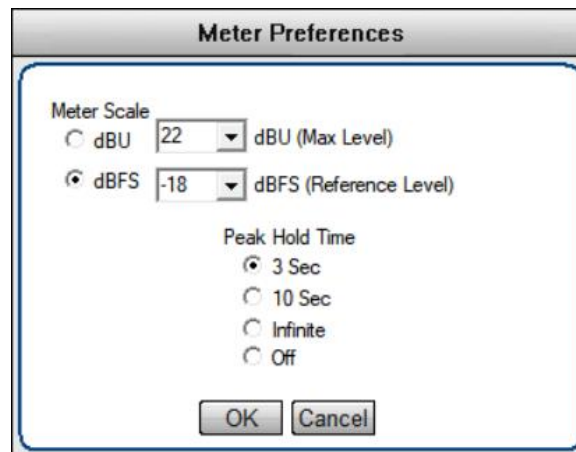 Meter Preferences
Meter Scale
dBU 22 dBU (Max Level)
dBFS -18 dBFS (Reference Level)
Peak Hold Time
3 Sec
10 Sec
Infinite
Off
OK Cancel